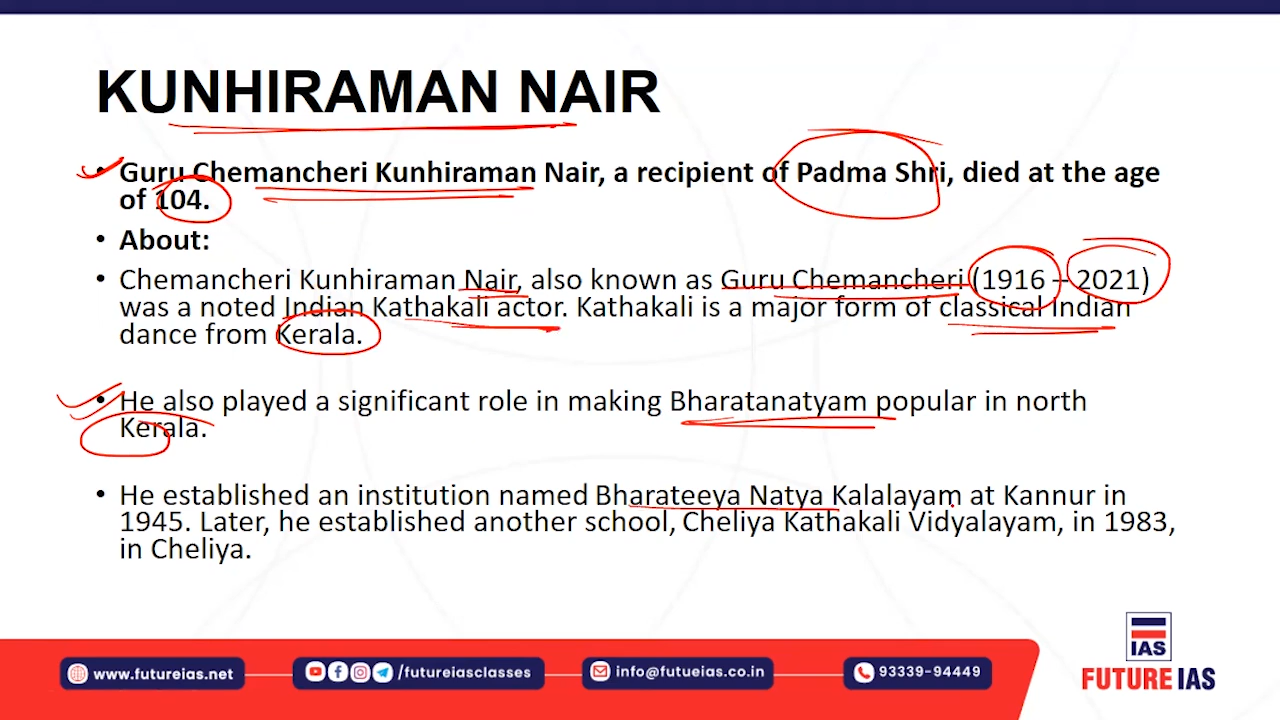 KUNHIRAMAN NAIR
• Guru Chemancheri Kunhiraman Nair, a recipient of Padma Shri, died at the age
of 104.
• About:
• Chemancheri Kunhiraman Nair, also known as Guru Chemancheri (1916 – 2021)
was a noted Indian Kathakali actor. Kathakali is a major form of classical Indian
dance from Kerala.
• He also played a significant role in making Bharatanatyam popular in north
Kerala.
• He established an institution named Bharateeya Natya Kalalayam at Kannur in
1945. Later, he established another school, Cheliya Kathakali Vidyalayam, in 1983,
in Cheliya.
IAS
www.futureias.net
/futureiasclasses
info@futueias.co.in
93339-94449
FUTURE IAS